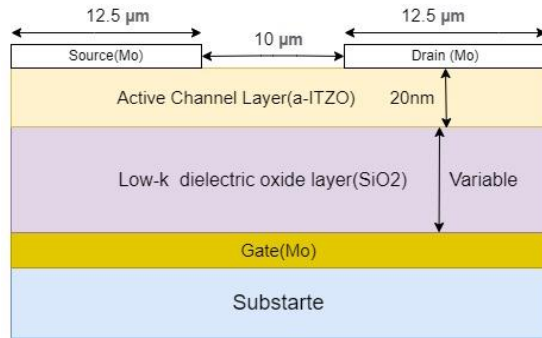 12.5 μm
12.5 μm
10 μm
Source(Mo)
Drain (Mo)
Active Channel Layer(a-ITZO)
20nm
Low-k dielectric oxide layer(SiO2)
Variable
Gate(Mo)
Substarte